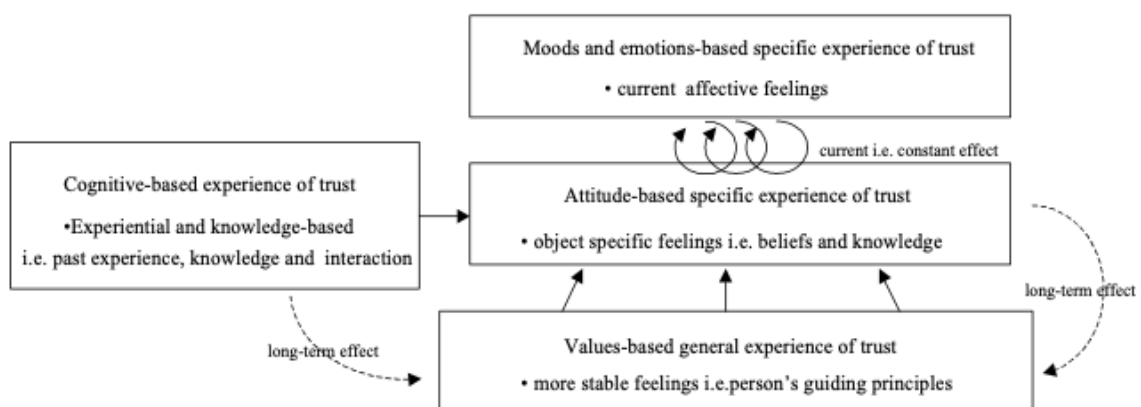 Moods and emotions-based specific experience of trust
• current affective feelings
current i.e. constant effect
Cognitive-based experience of trust
•Experiential and knowledge-based
i.e. past experience, knowledge and interaction
Attitude-based specific experience of trust
• object specific feelings i.e. beliefs and knowledge
long-term effect
long-term effect
Values-based general experience of trust
• more stable feelings i.e.person's guiding principles